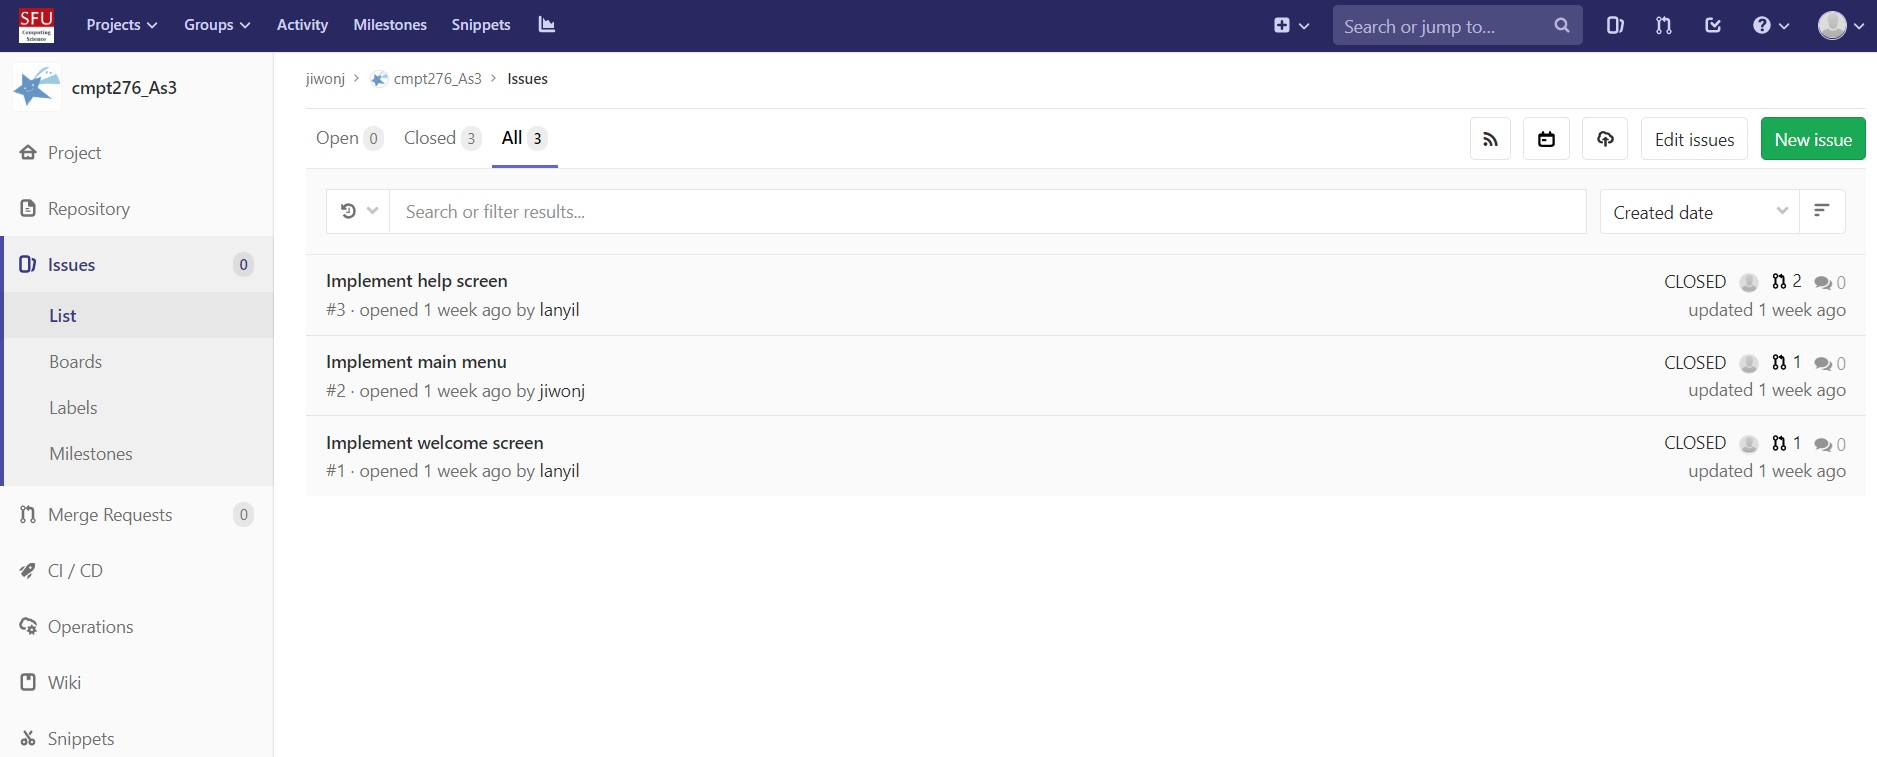 SFU
Computing
Science
Projects Groups Activity Milestones Snippets
Search or jump to...
cmpt276_As3
Project
Repository
Issues 0
List
Boards
Labels
Milestones
Merge Requests 0
CI / CD
Operations
Wiki
Snippets
jiwonj > cmpt276_As3 > Issues
Open 0 Closed 3 All 3
Edit issues New issue
Search or filter results...
Created date
Implement help screen
CLOSED 2 0
#3 · opened 1 week ago by lanyil
updated 1 week ago
Implement main menu
CLOSED 1 0
#2 · opened 1 week ago by jiwonj
updated 1 week ago
Implement welcome screen
CLOSED 1 0
#1 · opened 1 week ago by lanyil
updated 1 week ago